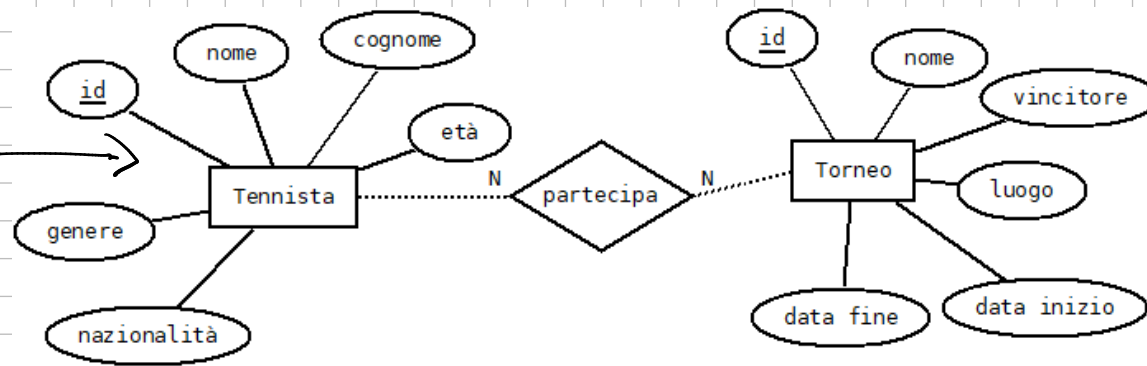 id
nome
cognome
età
Tennista
genere
nazionalità
N
partecipa
N
id
nome
vincitore
Torneo
luogo
data fine
data inizio